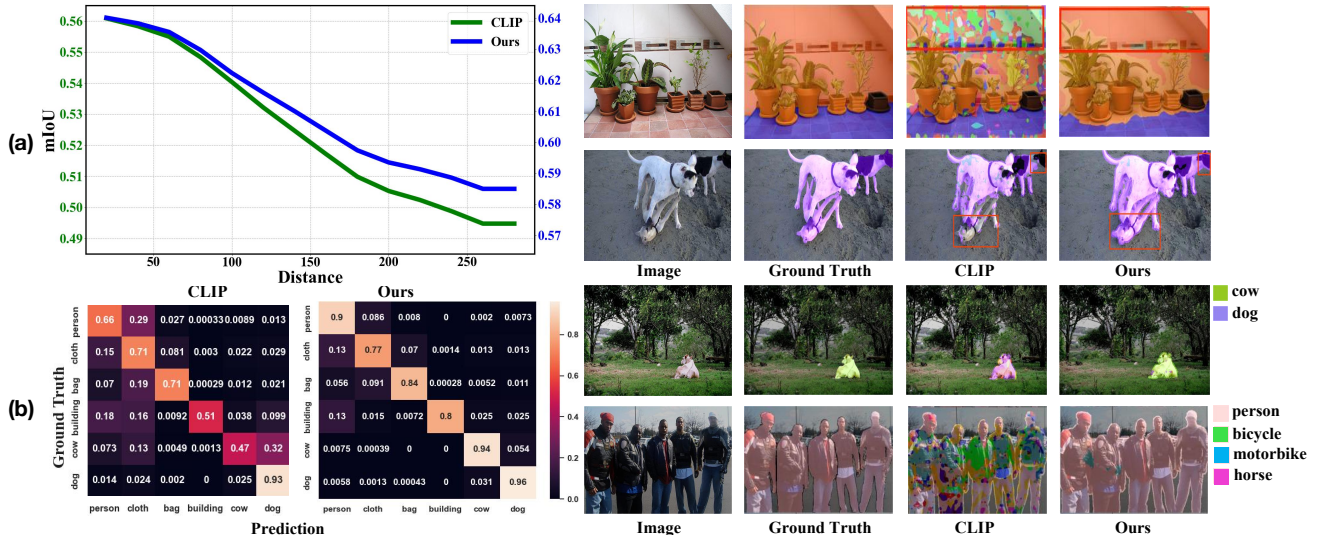 (a)
mIoU
0.56
0.55
0.54
0.53
0.52
0.51
0.50
0.49
CLIP
Ours
0.64
0.63
0.62
0.61
0.60
0.59
0.58
0.57
50 100 150 200 250
Distance
Image Ground Truth CLIP Ours
(b)
CLIP
Ground Truth
person 0.66 0.29 0.027 0.00033 0.0089 0.013
cloth 0.15 0.71 0.081 0.003 0.022 0.029
bag 0.07 0.19 0.71 0.00029 0.012 0.021
building 0.18 0.16 0.0092 0.51 0.038 0.099
cow 0.073 0.13 0.0049 0.0013 0.47 0.32
dog 0.014 0.024 0.002 0 0.025 0.93
person cloth bag building cow dog
Ours
person 0.9 0.086 0.008 0 0.002 0.0073
cloth 0.13 0.77 0.07 0.0014 0.013 0.013
bag 0.056 0.091 0.84 0.00028 0.0052 0.011
building 0.13 0.015 0.0072 0.8 0.025 0.025
cow 0.0075 0.00039 0 0 0.94 0.054
dog 0.0058 0.0013 0.00043 0 0.031 0.96
person cloth bag building cow dog
0.8
0.6
0.4
0.2
0.0
Prediction
cow
dog
person
bicycle
motorbike
horse
Image Ground Truth CLIP Ours